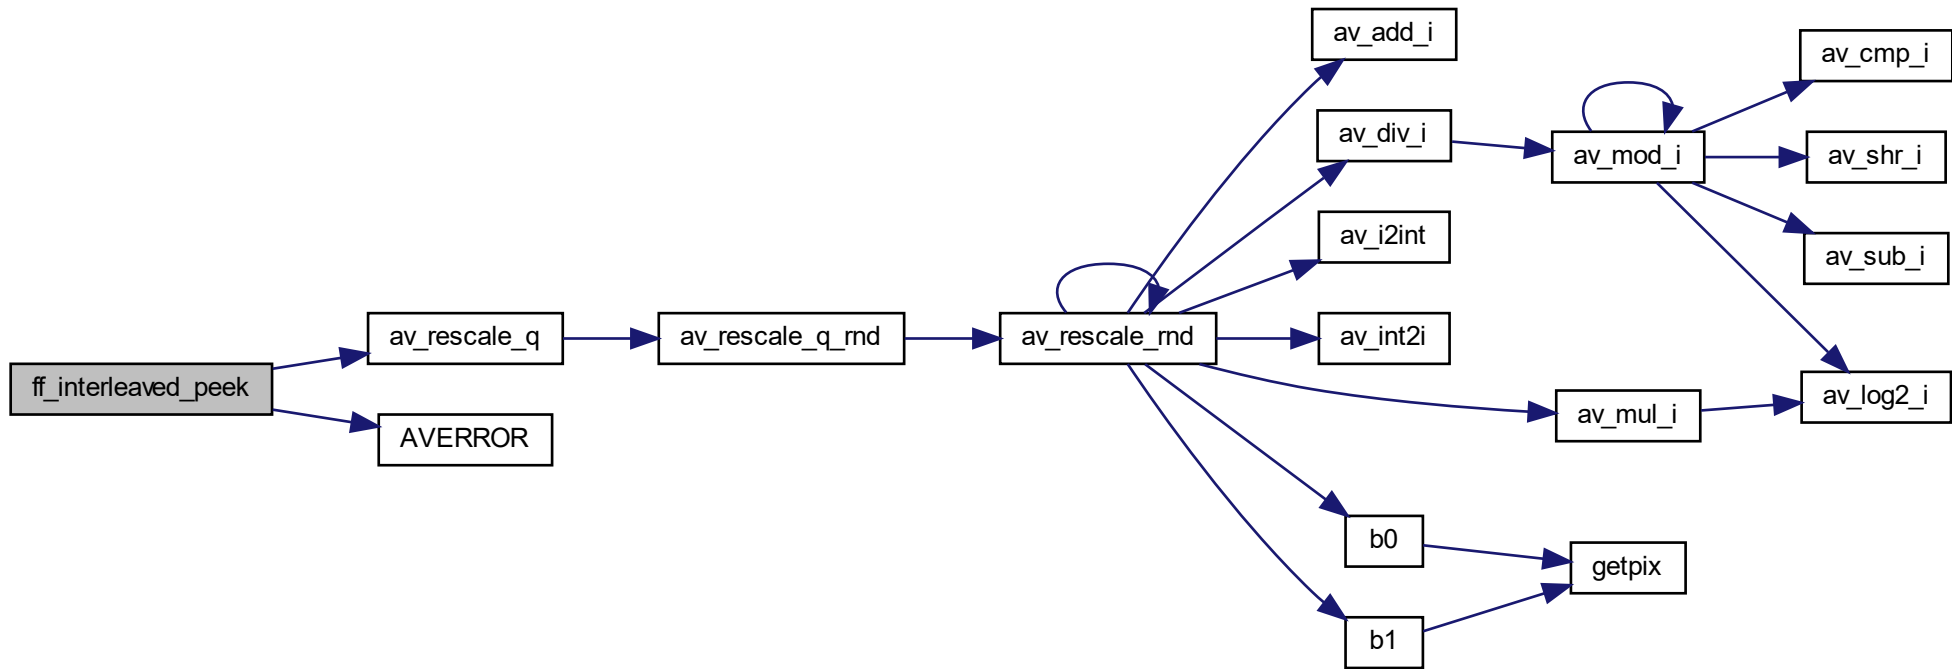 ff_interleaved_peek
av_rescale_q
AVERROR
av_rescale_q_rnd
av_rescale_rnd
av_add_i
av_div_i
av_i2int
av_int2i
av_mul_i
b0
b1
av_mod_i
getpix
av_cmp_i
av_shr_i
av_sub_i
av_log2_i